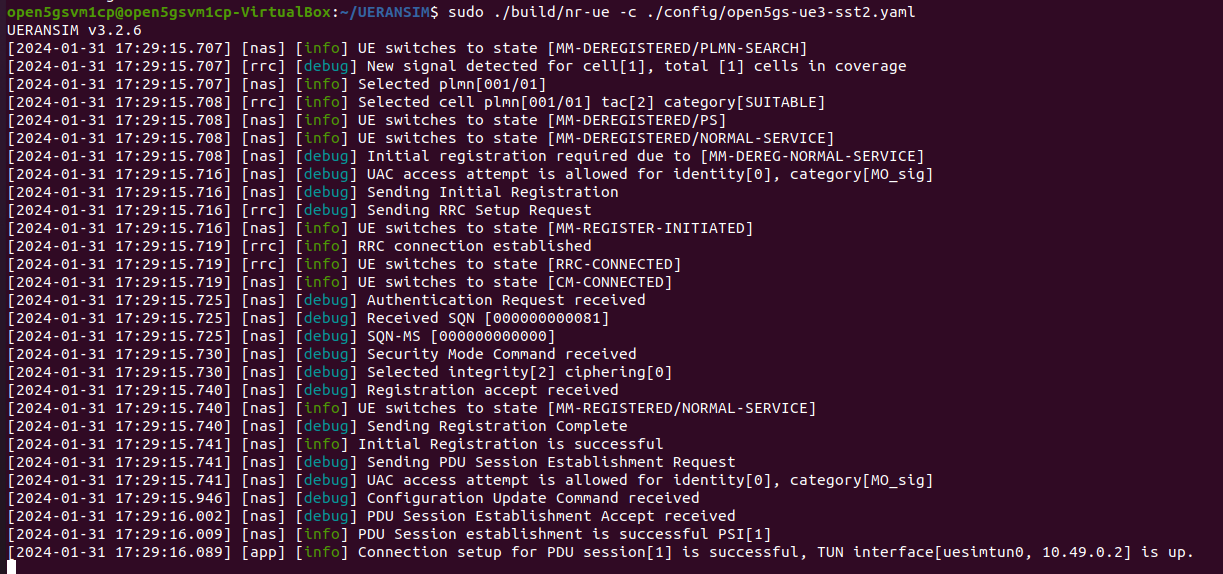 open5gsvm1cp@open5gsvm1cp-VirtualBox:~/UERANSIM$ sudo ./build/nr-ue -c ./config/open5gs-ue3-sst2.yaml
UERANSIM v3.2.6
[2024-01-31 17:29:15.707] [nas] [info] UE switches to state [MM-DEREGISTERED/PLMN-SEARCH]
[2024-01-31 17:29:15.707] [rrc] [debug] New signal detected for cell[1], total [1] cells in coverage
[2024-01-31 17:29:15.707] [nas] [info] Selected plmn[001/01]
[2024-01-31 17:29:15.708] [rrc] [info] Selected cell plmn[001/01] tac[2] category[SUITABLE]
[2024-01-31 17:29:15.708] [nas] [info] UE switches to state [MM-DEREGISTERED/PS]
[2024-01-31 17:29:15.708] [nas] [info] UE switches to state [MM-DEREGISTERED/NORMAL-SERVICE]
[2024-01-31 17:29:15.708] [nas] [debug] Initial registration required due to [MM-DEREG-NORMAL-SERVICE]
[2024-01-31 17:29:15.716] [nas] [debug] UAC access attempt is allowed for identity[0], category[MO_sig]
[2024-01-31 17:29:15.716] [nas] [debug] Sending Initial Registration
[2024-01-31 17:29:15.716] [rrc] [debug] Sending RRC Setup Request
[2024-01-31 17:29:15.716] [nas] [info] UE switches to state [MM-REGISTER-INITIATED]
[2024-01-31 17:29:15.719] [rrc] [info] RRC connection established
[2024-01-31 17:29:15.719] [rrc] [info] UE switches to state [RRC-CONNECTED]
[2024-01-31 17:29:15.719] [nas] [info] UE switches to state [CM-CONNECTED]
[2024-01-31 17:29:15.725] [nas] [debug] Authentication Request received
[2024-01-31 17:29:15.725] [nas] [debug] Received SQN [000000000081]
[2024-01-31 17:29:15.725] [nas] [debug] SQN-MS [000000000000]
[2024-01-31 17:29:15.730] [nas] [debug] Security Mode Command received
[2024-01-31 17:29:15.730] [nas] [debug] Selected integrity[2] ciphering[0]
[2024-01-31 17:29:15.740] [nas] [debug] Registration accept received
[2024-01-31 17:29:15.740] [nas] [info] UE switches to state [MM-REGISTERED/NORMAL-SERVICE]
[2024-01-31 17:29:15.740] [nas] [debug] Sending Registration Complete
[2024-01-31 17:29:15.741] [nas] [info] Initial Registration is successful
[2024-01-31 17:29:15.741] [nas] [debug] Sending PDU Session Establishment Request
[2024-01-31 17:29:15.741] [nas] [debug] UAC access attempt is allowed for identity[0], category[MO_sig]
[2024-01-31 17:29:15.946] [nas] [debug] Configuration Update Command received
[2024-01-31 17:29:16.002] [nas] [debug] PDU Session Establishment Accept received
[2024-01-31 17:29:16.009] [nas] [info] PDU Session establishment is successful PSI[1]
[2024-01-31 17:29:16.089] [app] [info] Connection setup for PDU session[1] is successful, TUN interface[uesimtun0, 10.49.0.2] is up.